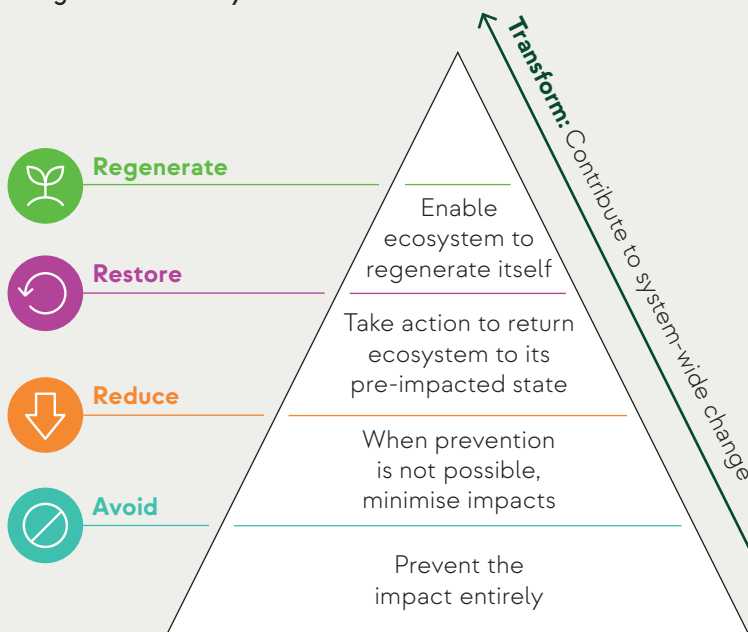 Regenerate
Enable
ecosystem to
regenerate itself
Restore
Take action to return
ecosystem to its
pre-impacted state
Reduce
When prevention
is not possible,
minimise impacts
Avoid
Prevent the
impact entirely
Transform: Contribute to system-wide change